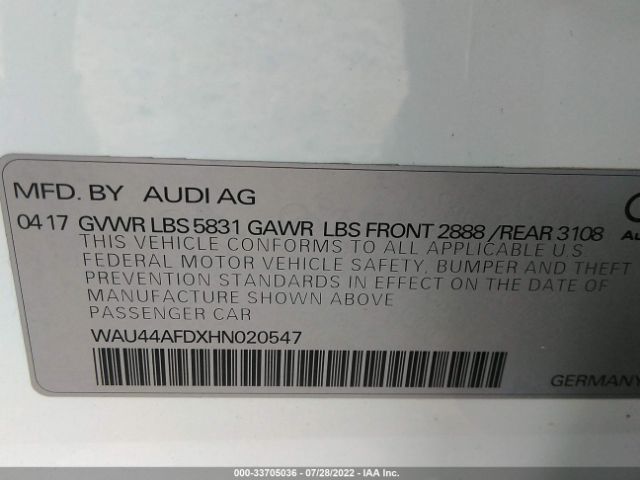 MFD. BY AUDI AG
04 17 GVWR LBS 5831 GAWR LBS FRONT 2888 /REAR 3108
THIS VEHICLE CONFORMS TO ALL APPLICABLE U.S
FEDERAL MOTOR VEHICLE SAFETY, BUMPER AND THEFT
PREVENTION STANDARDS IN EFFECT ON THE DATE OF
MANUFACTURE SHOWN ABOVE
PASSENGER CAR
WAU44AFDXHN020547
GERMANY
000-33705036 - 07/28/2022 - IAA Inc.